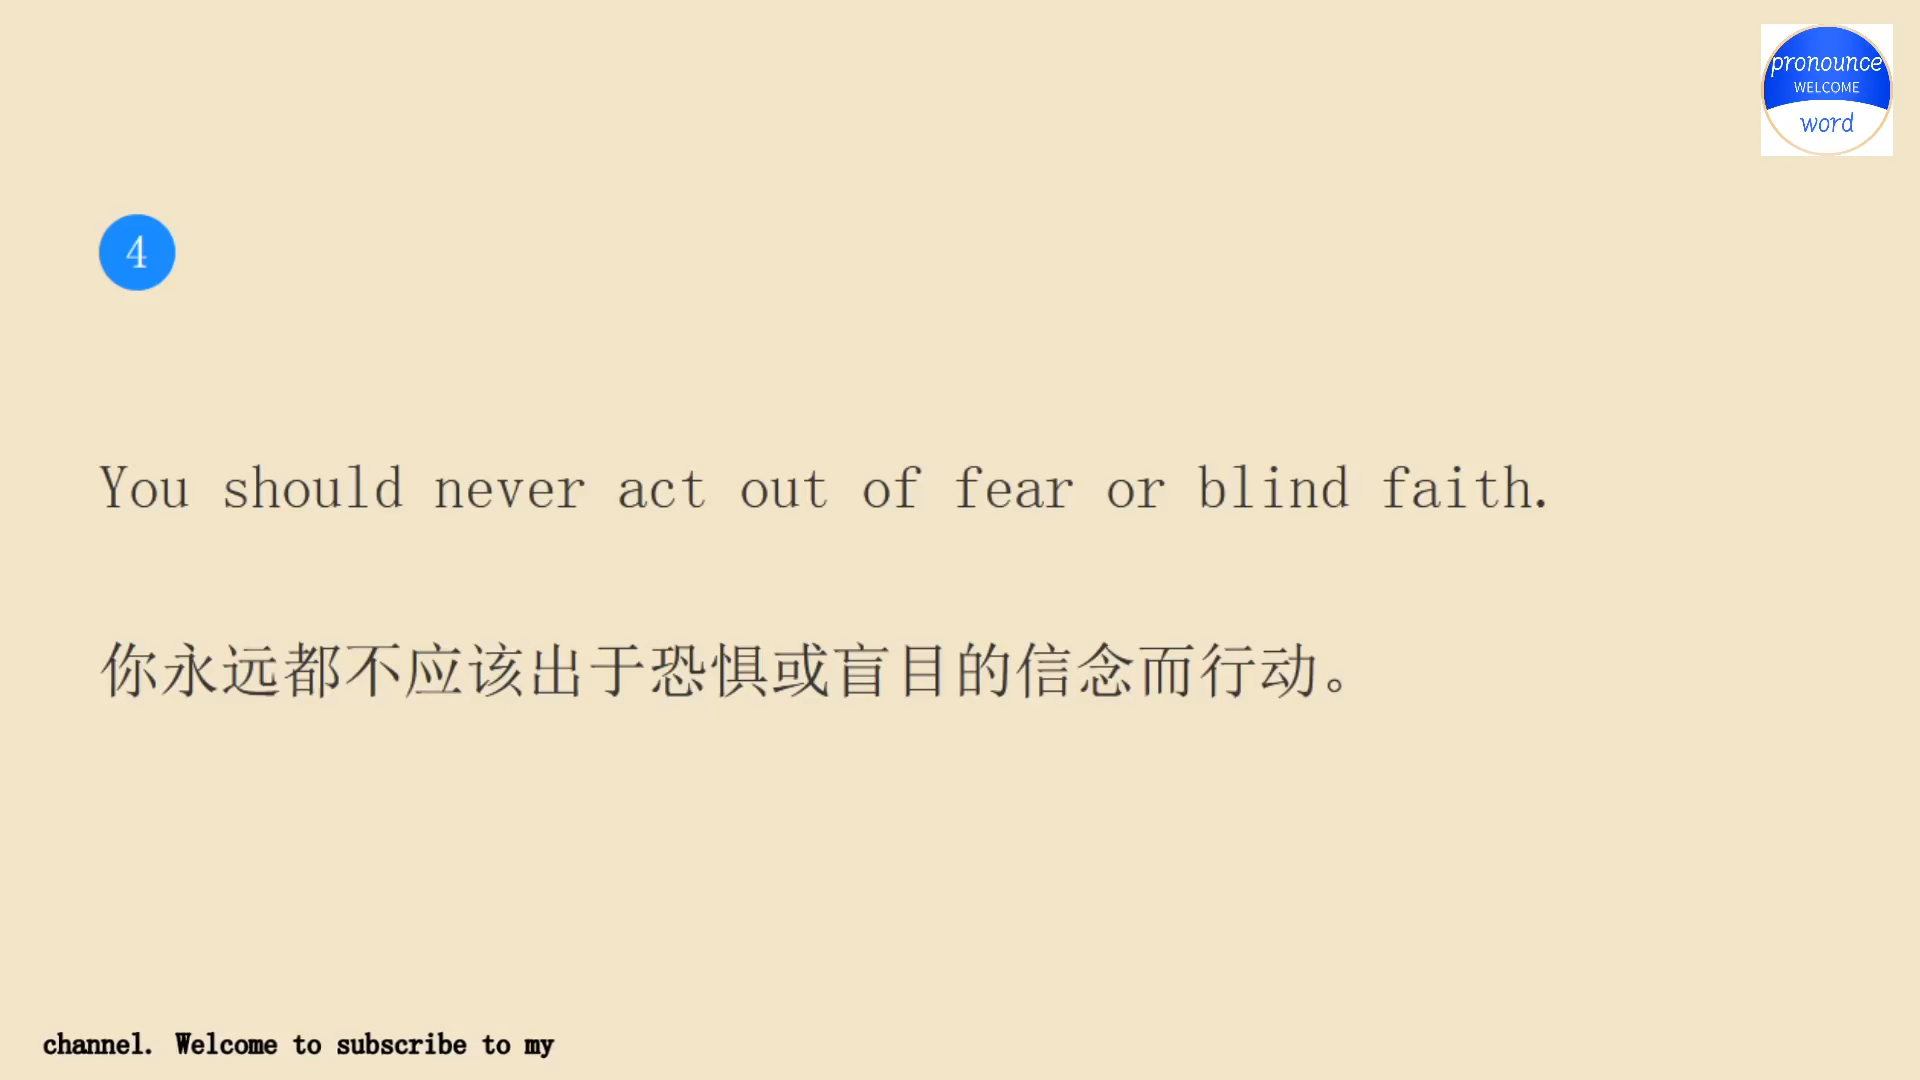 pronounce
WELCOME
word
4
You should never act out of fear or blind faith.
你永远都不应该出于恐惧或盲目的信念而行动。
channel. Welcome to subscribe to my